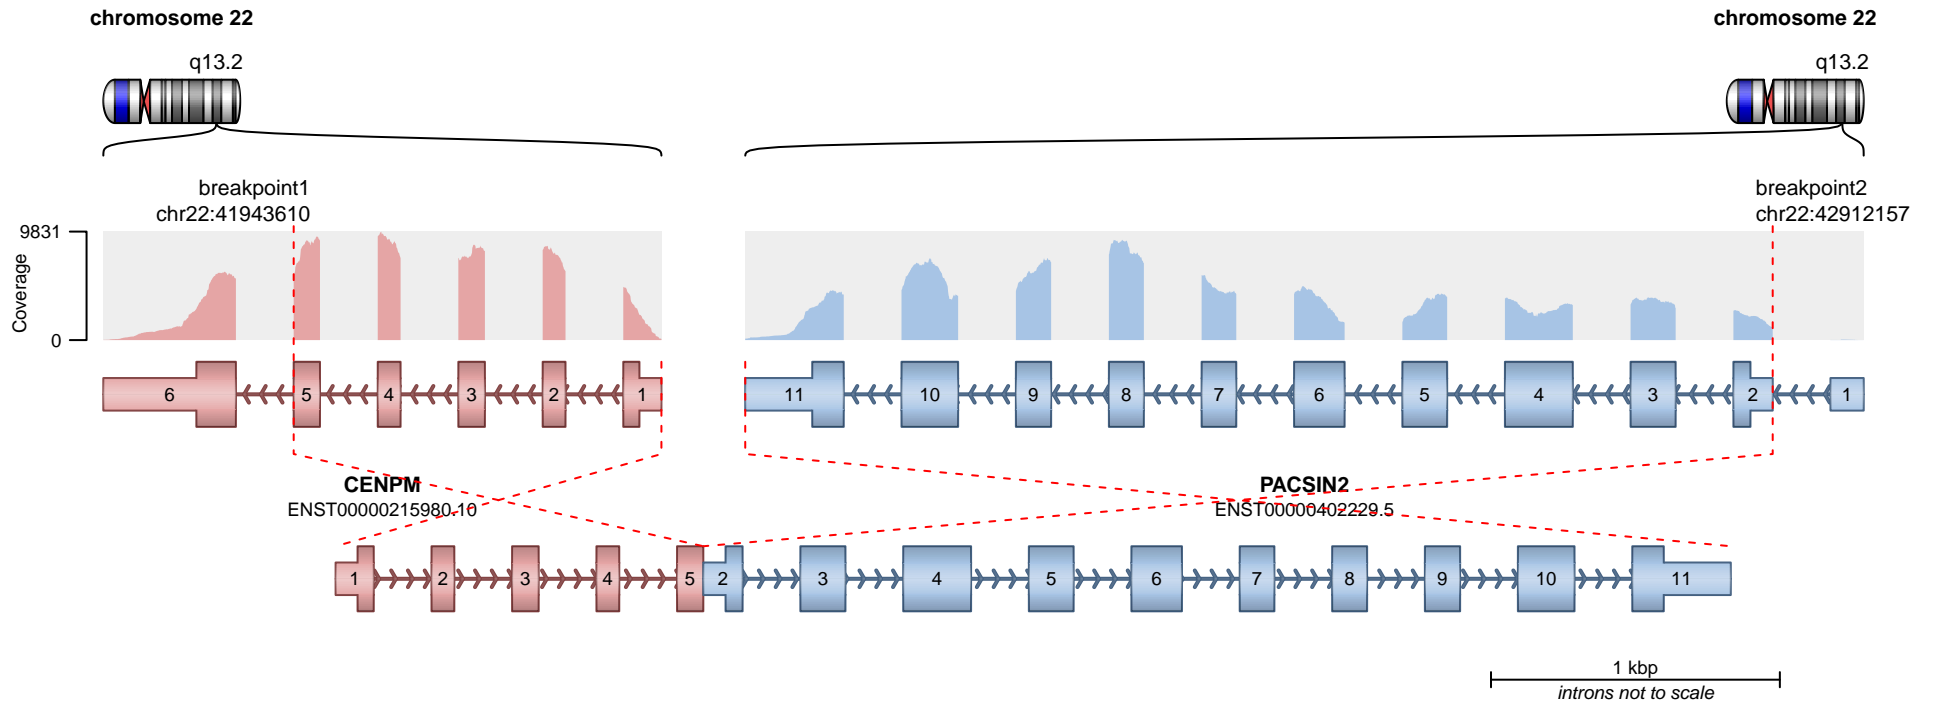 chromosome 22
chromosome 22
q13.2
q13.2
breakpoint1
chr22:41943610
breakpoint2
chr22:42912157
9831
Coverage
0
6 5 4 3 2 1
11 10 9 8 7 6 5 4 3 2 1
CENPM
ENST00000215980.10
PACSIN2
ENST00000402229.5
1 2 3 4 5 2 3 4 5 6 7 8 9 10 11
1 kbp
introns not to scale